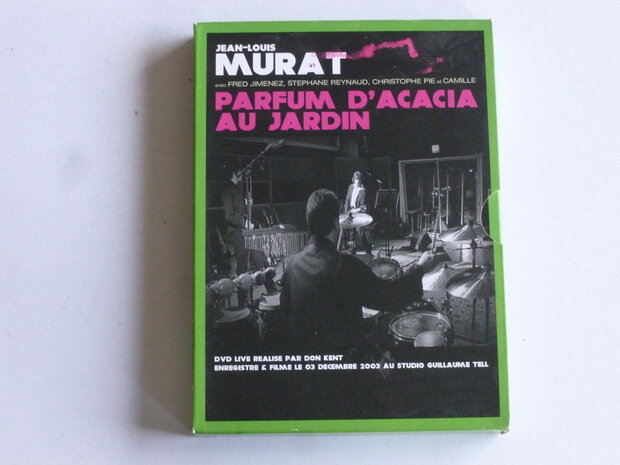 JEAN-LOUIS
MURAT
avec FRED JIMENEZ, STEPHANE REYNAUD, CHRISTOPHE PIE et CAMILLE
PARFUM D'ACACIA
AU JARDIN
DVD LIVE REALISE PAR DON KENT
ENREGISTRE & FILME LE 03 DECEMBRE 2003 AU STUDIO GUILLAUME TELL